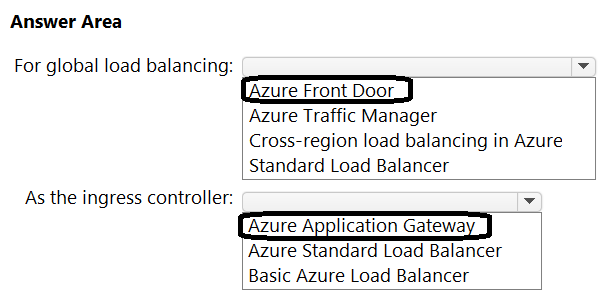 Answer Area
For global load balancing:
Azure Front Door
Azure Traffic Manager
Cross-region load balancing in Azure
Standard Load Balancer
As the ingress controller:
Azure Application Gateway
Azure Standard Load Balancer
Basic Azure Load Balancer